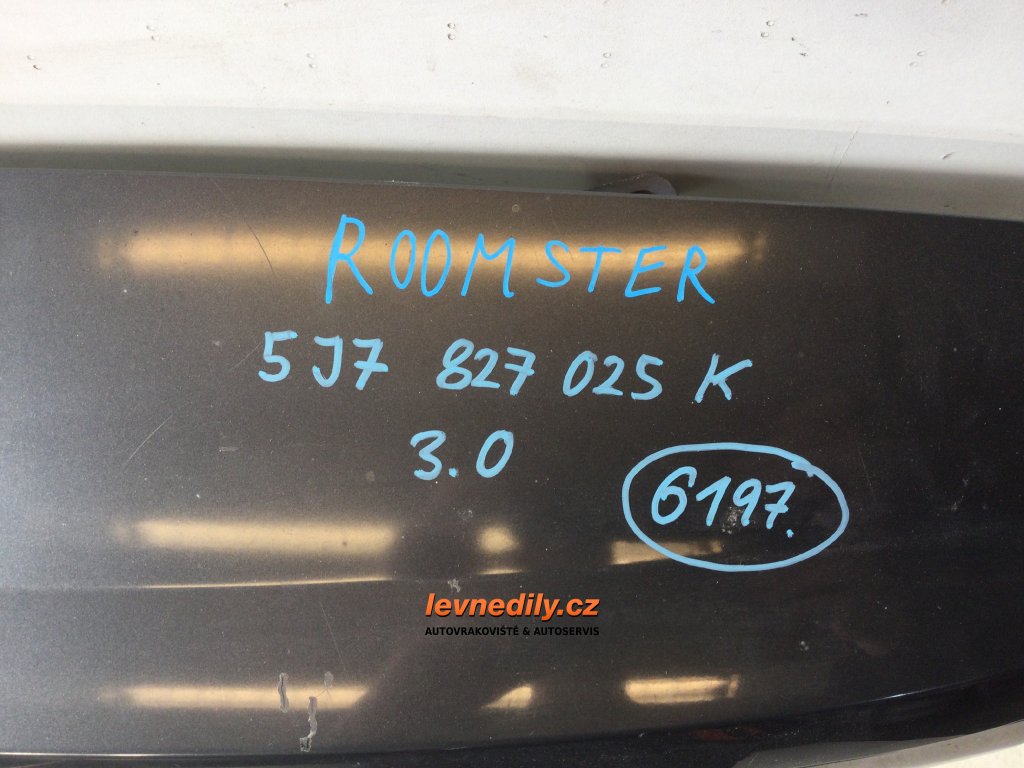 ROOMSTER
5J7 827 025 K
3.0
6197.
levnedily.cz
AUTOVRAKOVIŠTĚ & AUTOSERVIS